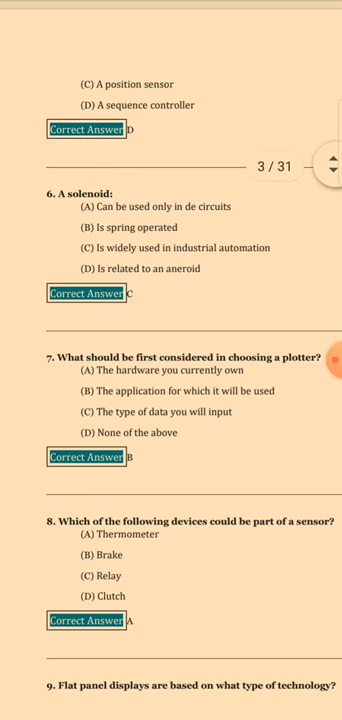 (C) A position sensor
(D) A sequence controller
Correct Answer D
3 / 31
6. A solenoid:
(A) Can be used only in de circuits
(B) Is spring operated
(C) Is widely used in industrial automation
(D) Is related to an aneroid
Correct Answer C
7. What should be first considered in choosing a plotter?
(A) The hardware you currently own
(B) The application for which it will be used
(C) The type of data you will input
(D) None of the above
Correct Answer B
8. Which of the following devices could be part of a sensor?
(A) Thermometer
(B) Brake
(C) Relay
(D) Clutch
Correct Answer A
9. Flat panel displays are based on what type of technology?